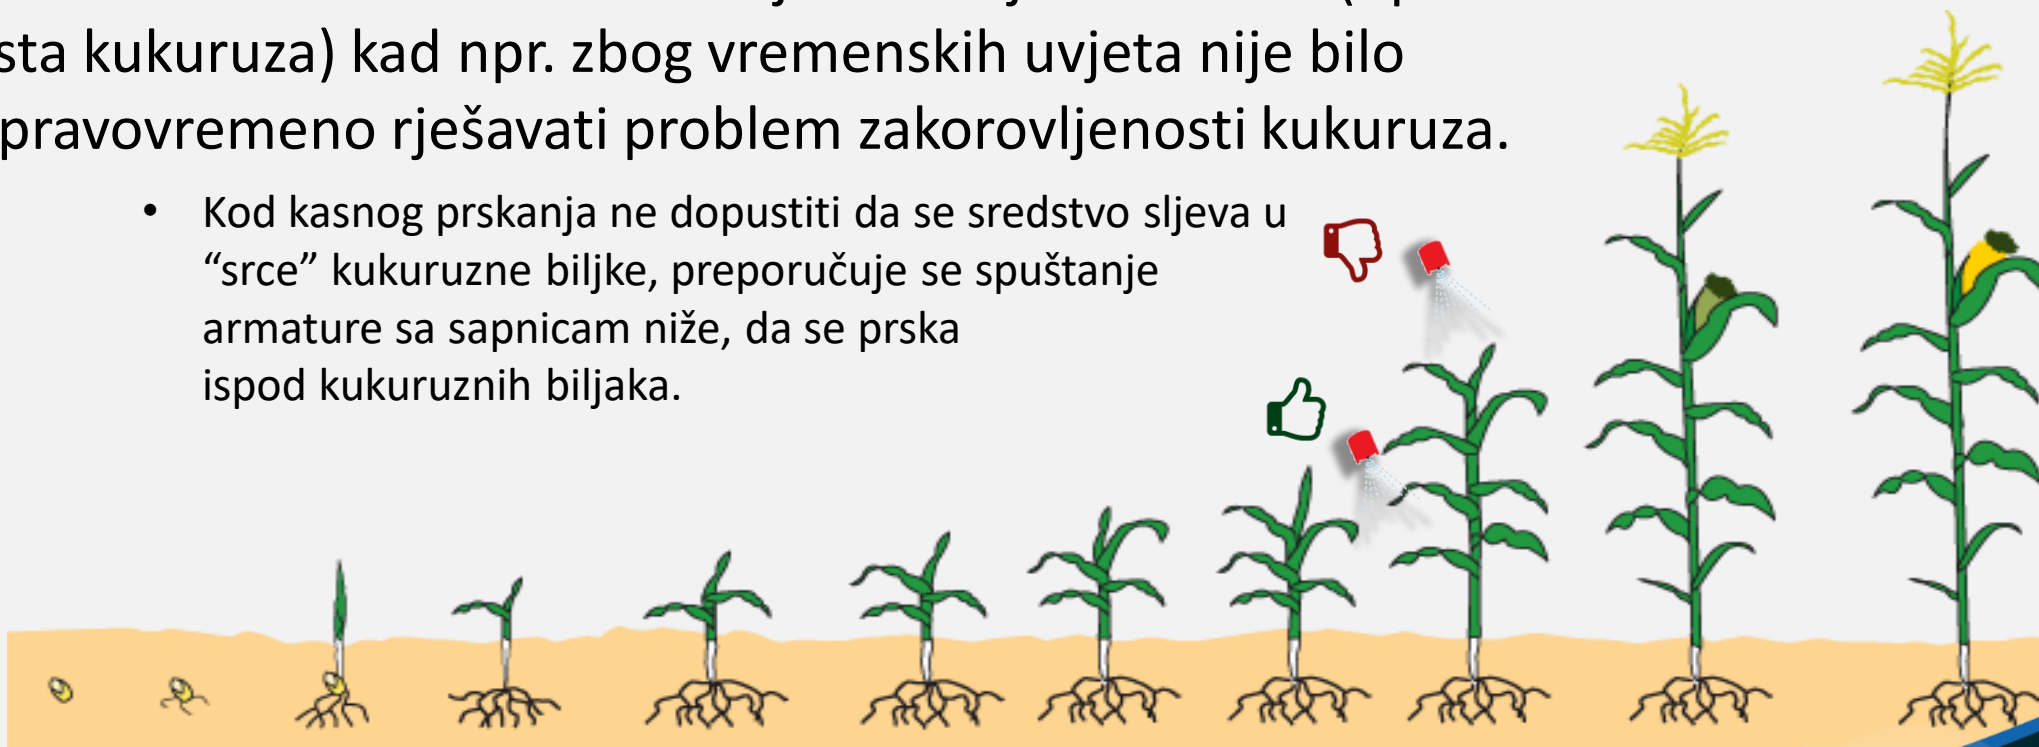 sta kukuruza) kad npr. zbog vremenskih uvjeta nije bilo
pravovremeno rješavati problem zakorovljenosti kukuruza.
• Kod kasnog prskanja ne dopustiti da se sredstvo sljeva u
“srce” kukuruzne biljke, preporučuje se spuštanje
armature sa sapnicam niže, da se prska
ispod kukuruznih biljaka.